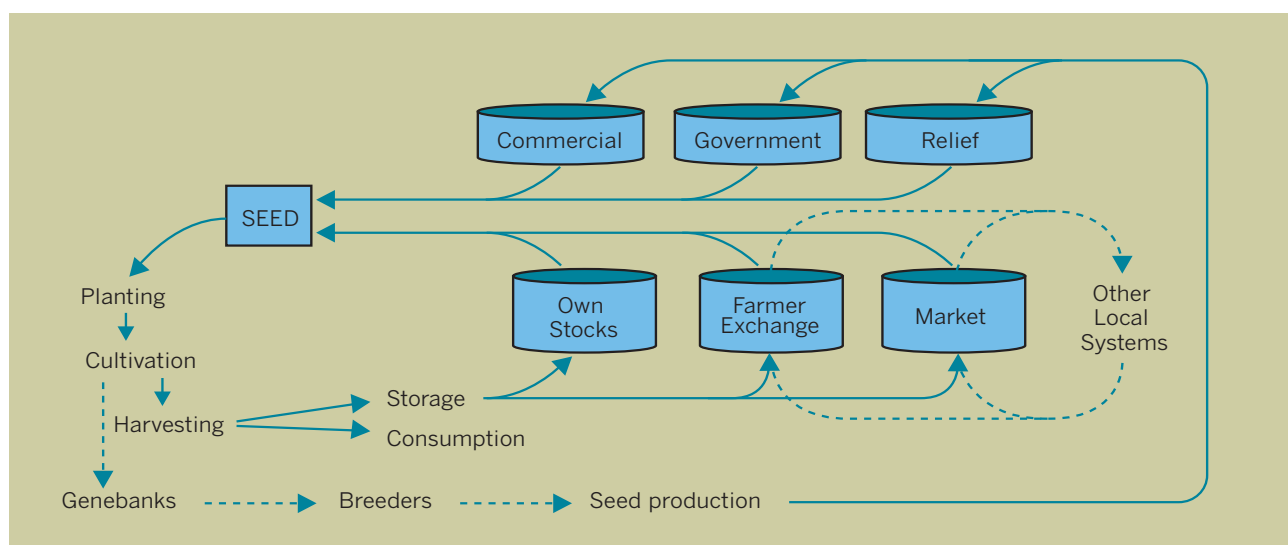 Commercial
Government
Relief
SEED
Planting
Own
Stocks
Farmer
Exchange
Market
Other
Local
Systems
Cultivation
Storage
Harvesting
Consumption
Genebanks
Breeders
Seed production